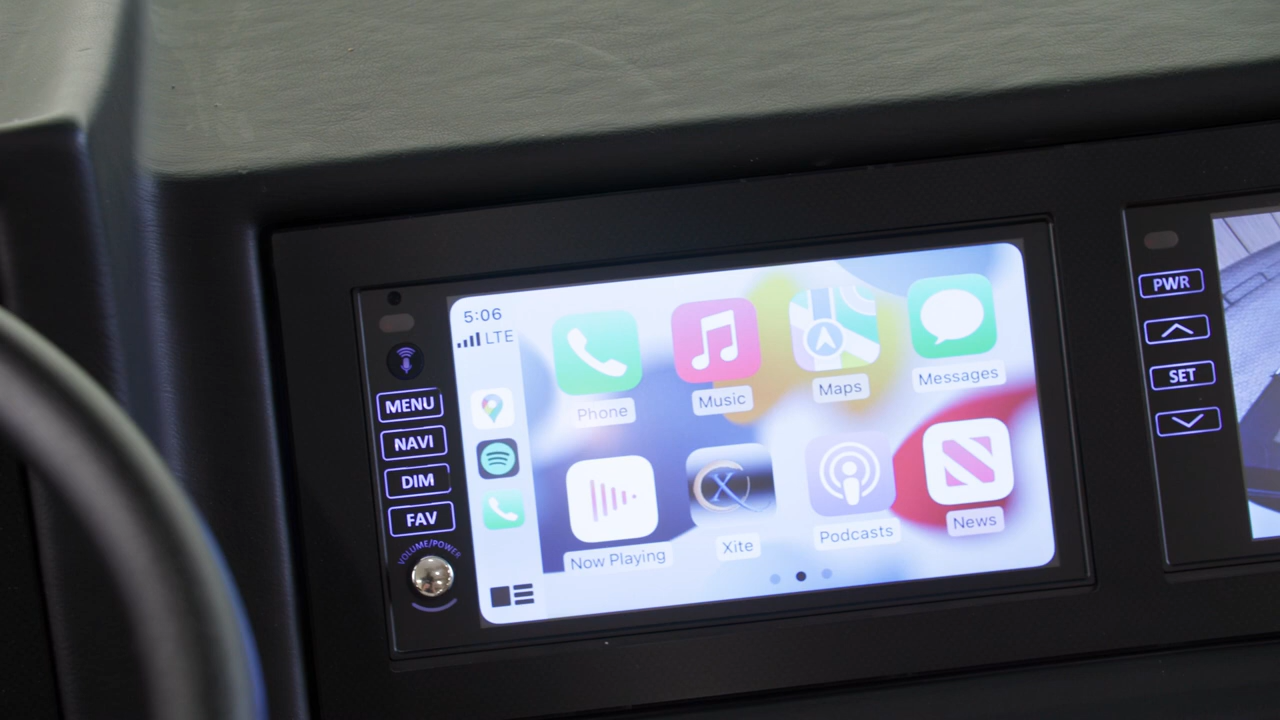 MENU
NAVI
DIM
FAV
VOLUME/POWER
5:06
LTE
Phone
Music
Maps
Messages
Now Playing
X
Xite
Podcasts
News
PWR
SET